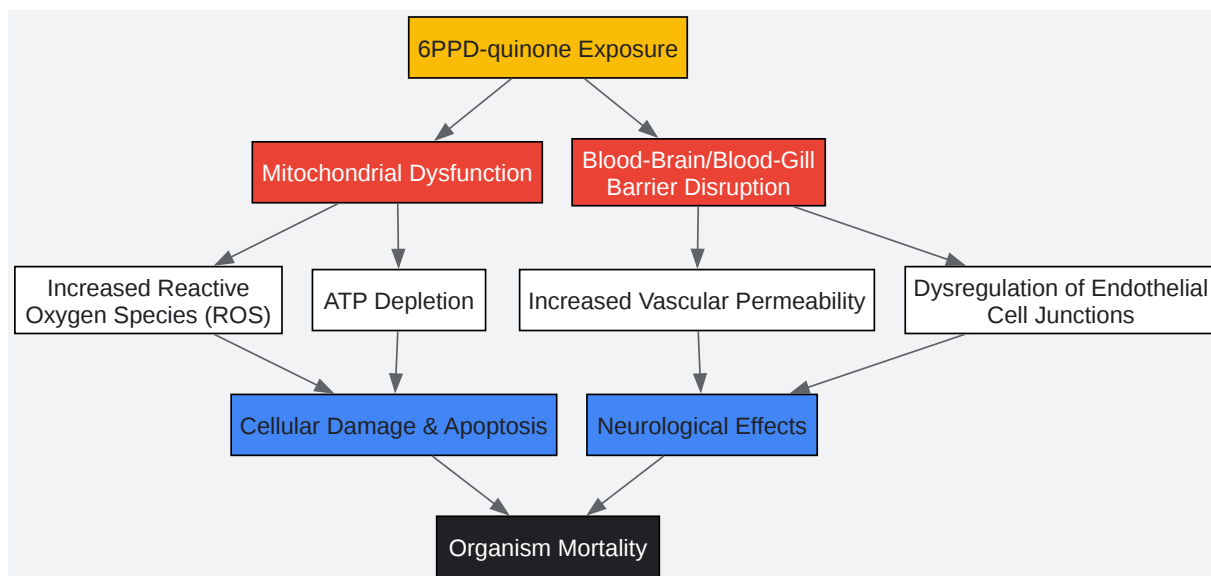 6PPD-quinone Exposure
Mitochondrial Dysfunction
Blood-Brain/Blood-Gill
Barrier Disruption
Increased Reactive
Oxygen Species (ROS)
ATP Depletion
Increased Vascular Permeability
Dysregulation of Endothelial
Cell Junctions
Cellular Damage & Apoptosis
Neurological Effects
Organism Mortality